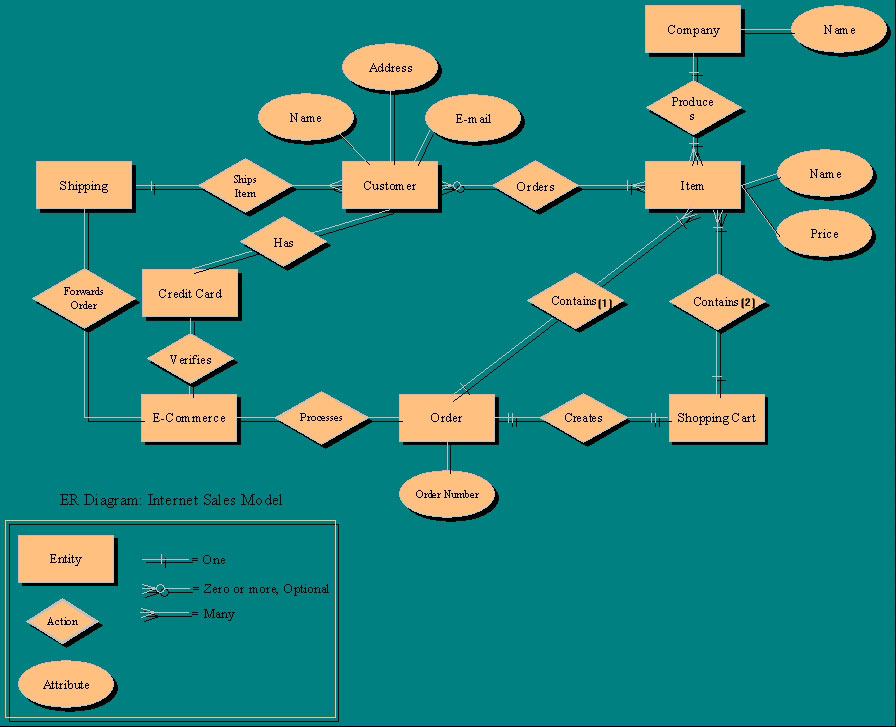 Company
Name
Address
Produce
s
Name
E-mail
Shipping
Ships
Item
Customer
Orders
Item
Name
Price
Has
Forwards
Order
Credit Card
Contains (1)
Contains (2)
Verifies
E-Commerce
Processes
Order
Creates
Shopping Cart
Order Number
ER Diagram: Internet Sales Model
Entity
= One
= Zero or more, Optional
Action
= Many
Attribute